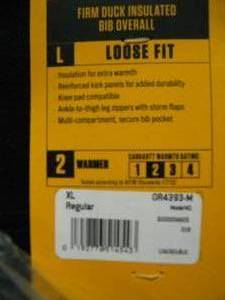 FIRM DUCK INSULATED
BIB OVERALL
L LOOSE FIT
Insulation for extra warmth
Reinforced kick panels for added durability
Knee pad compatible
Ankle-to-thigh leg zippers with storm flaps
Multi-compartment, secure bib pocket
2 WARMER
CARHARTT WARMTH RATING
1 2 3 4
XL OR4393-M
Regular